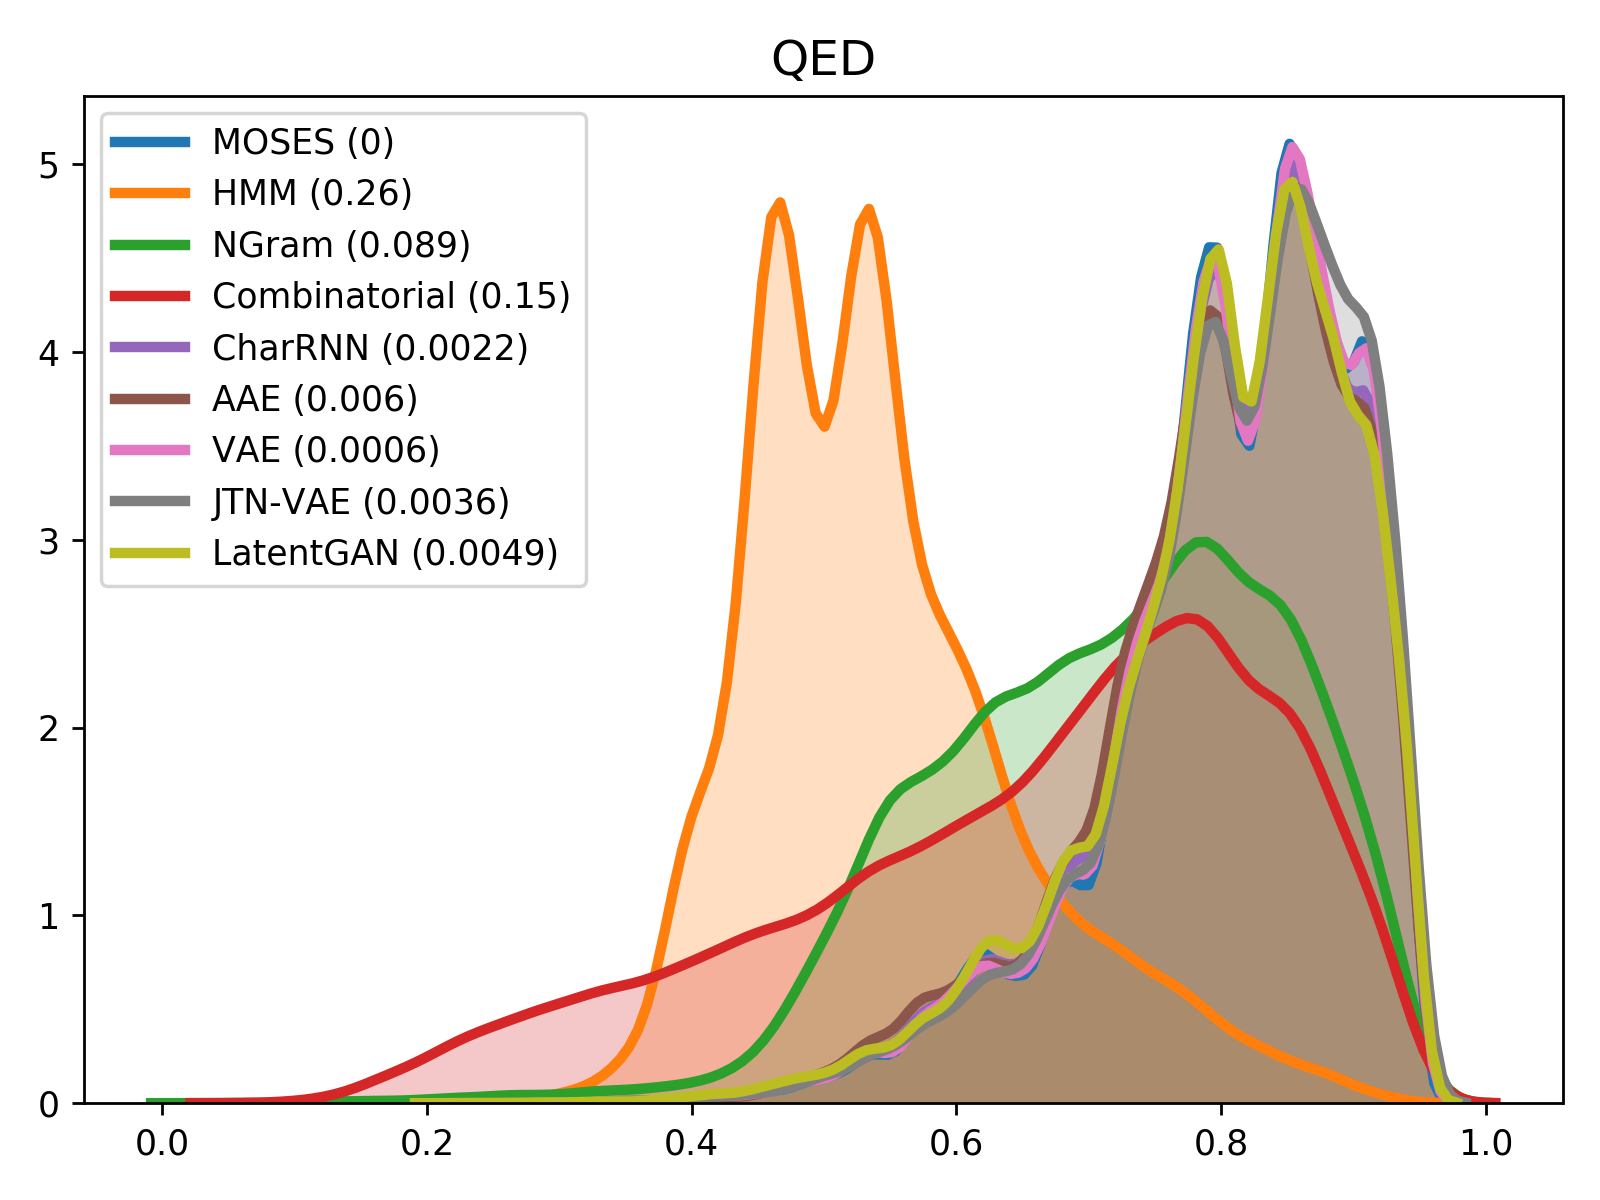 QED
MOSES (0)
HMM (0.26)
NGram (0.089)
Combinatorial (0.15)
CharRNN (0.0022)
AAE (0.006)
VAE (0.0006)
JTN-VAE (0.0036)
LatentGAN (0.0049)
5
4
3
2
1
0
0.0 0.2 0.4 0.6 0.8 1.0